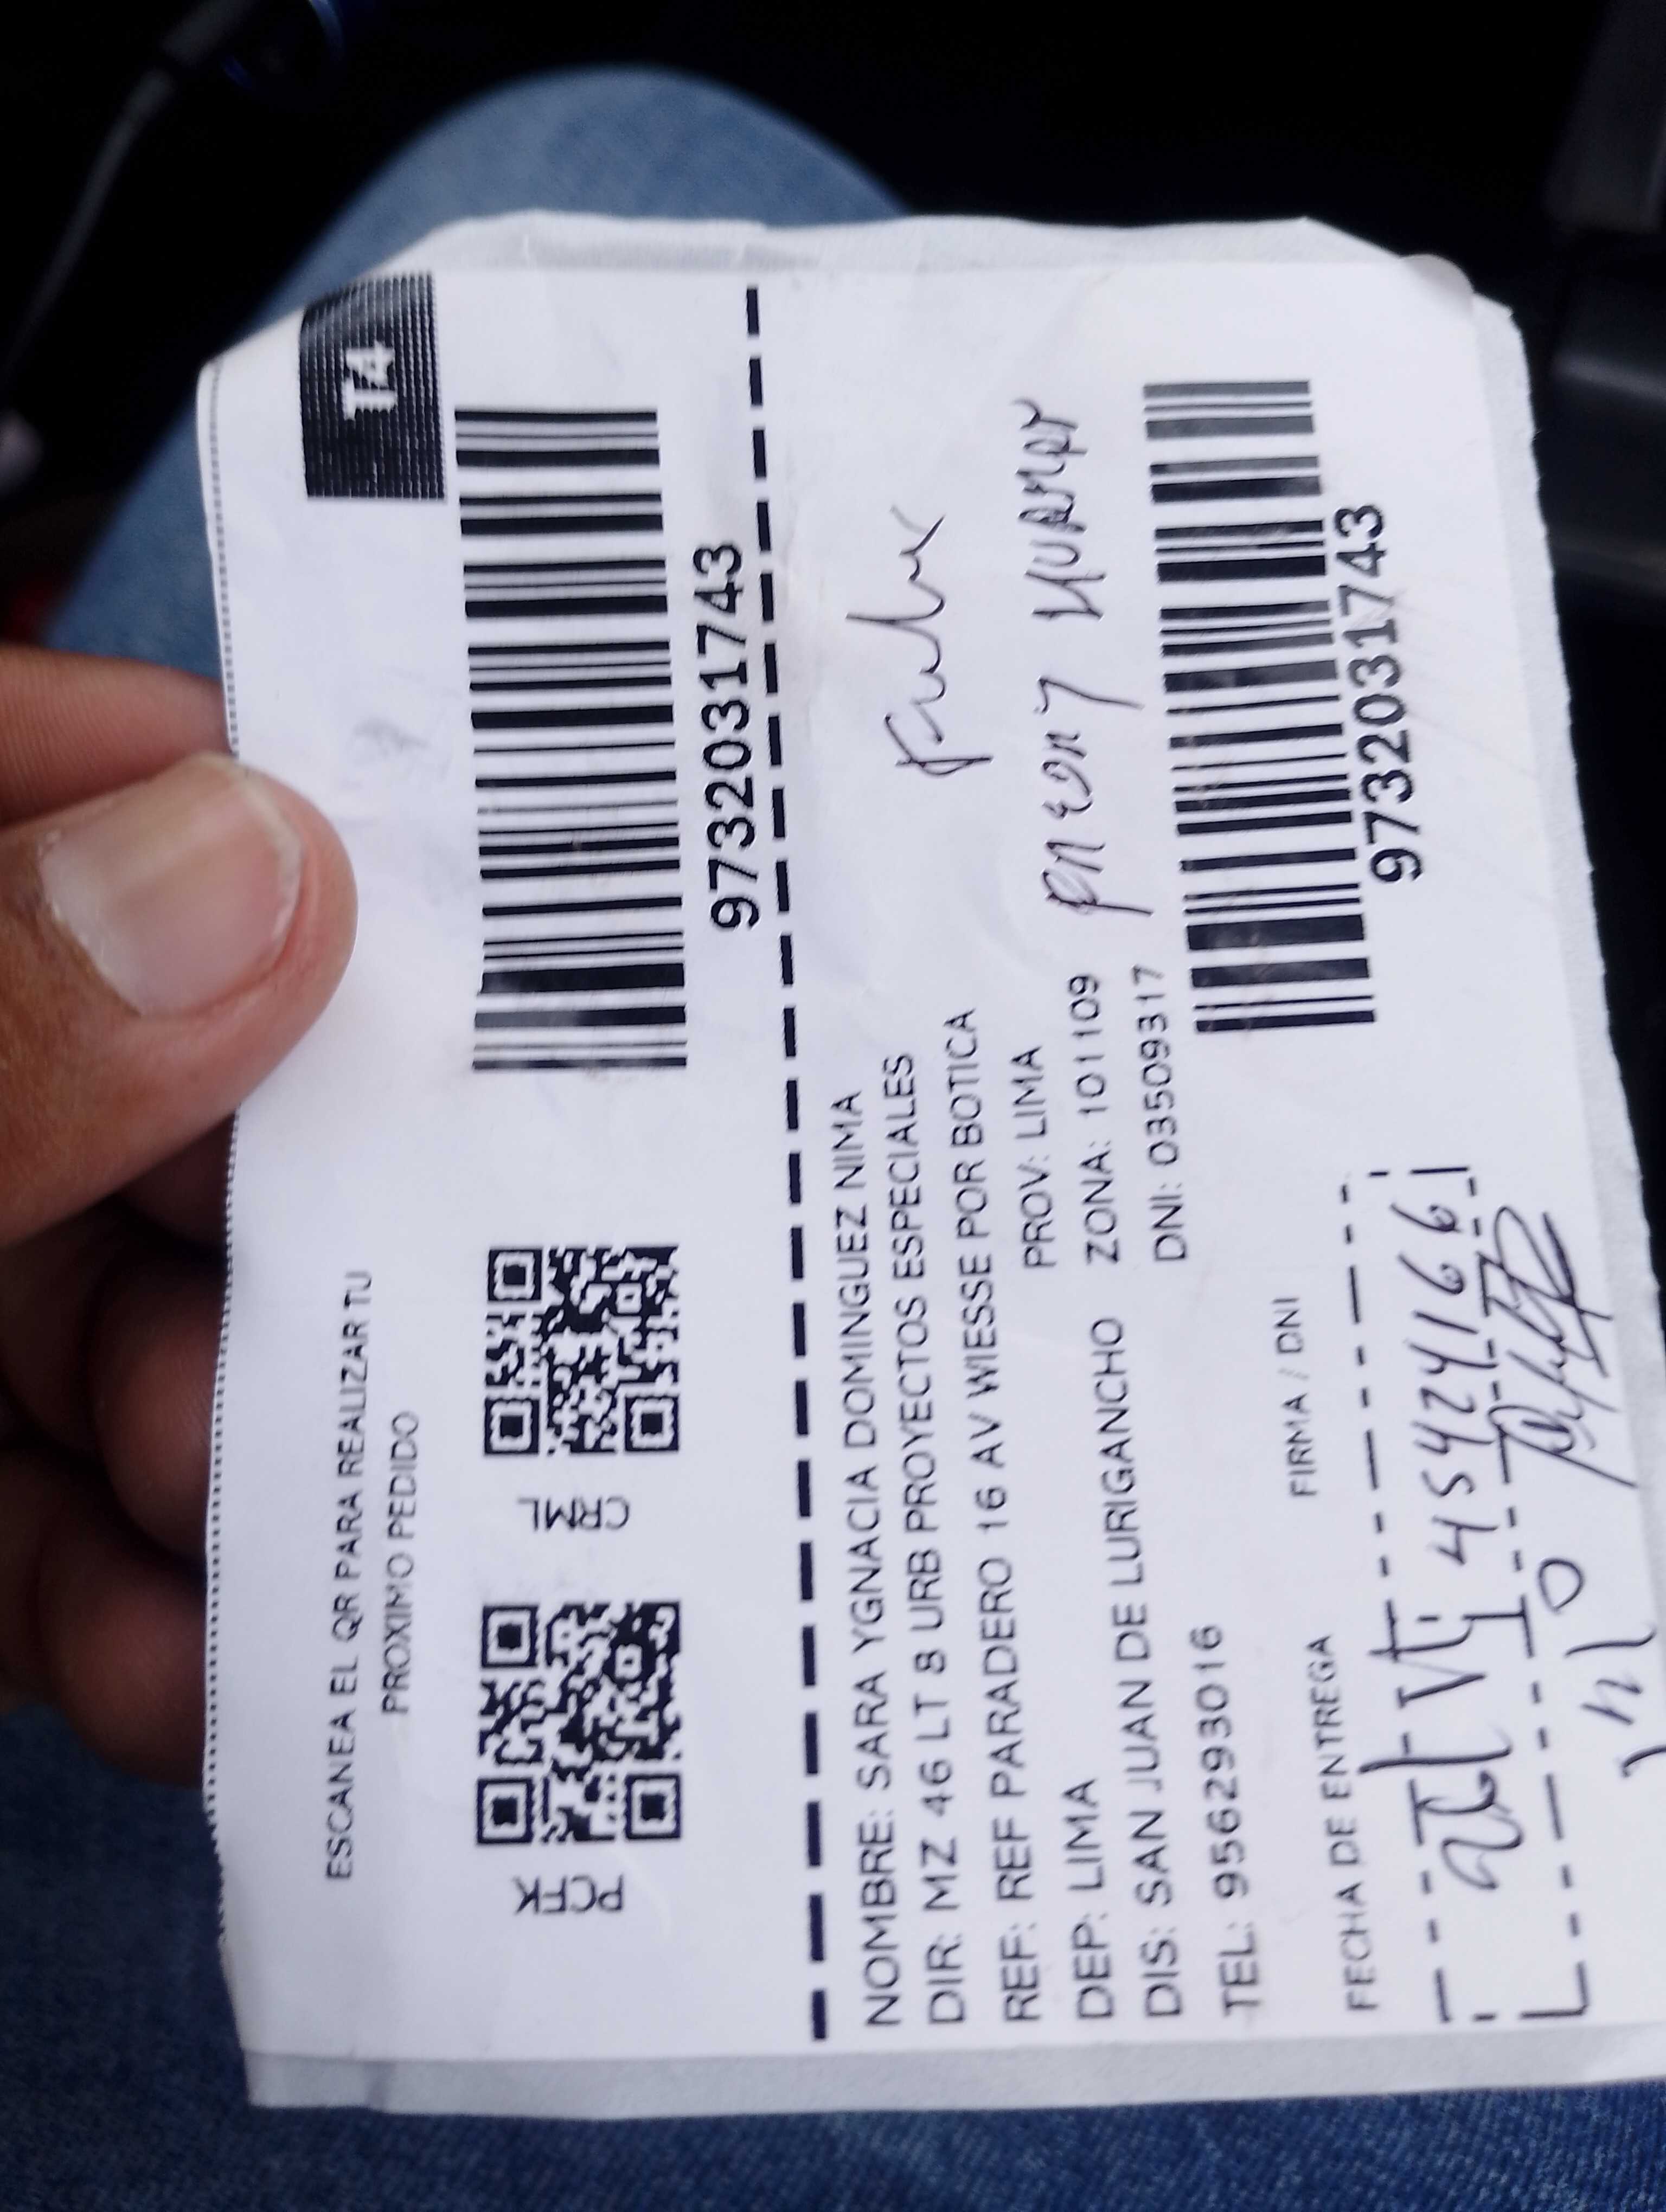 T4
ESCANEA EL QR PARA REALIZAR TU
PROXIMO PEDIDO
PCFK
CRMF
9732031743
NOMBRE: SARA YGNACIA DOMINGUEZ NIMA
DIR: MZ 46 LT 8 URB PROYECTOS ESPECIALES
REF: REF PARADERO 16 AV WIESSE POR BOTICA
DEP: LIMA PROV: LIMA
DIS: SAN JUAN DE LURIGANCHO ZONA: 101109
TEL: 956293016 DNI: 03509317
9732031743
FECHA DE ENTREGA FIRMA / DNI
45424166